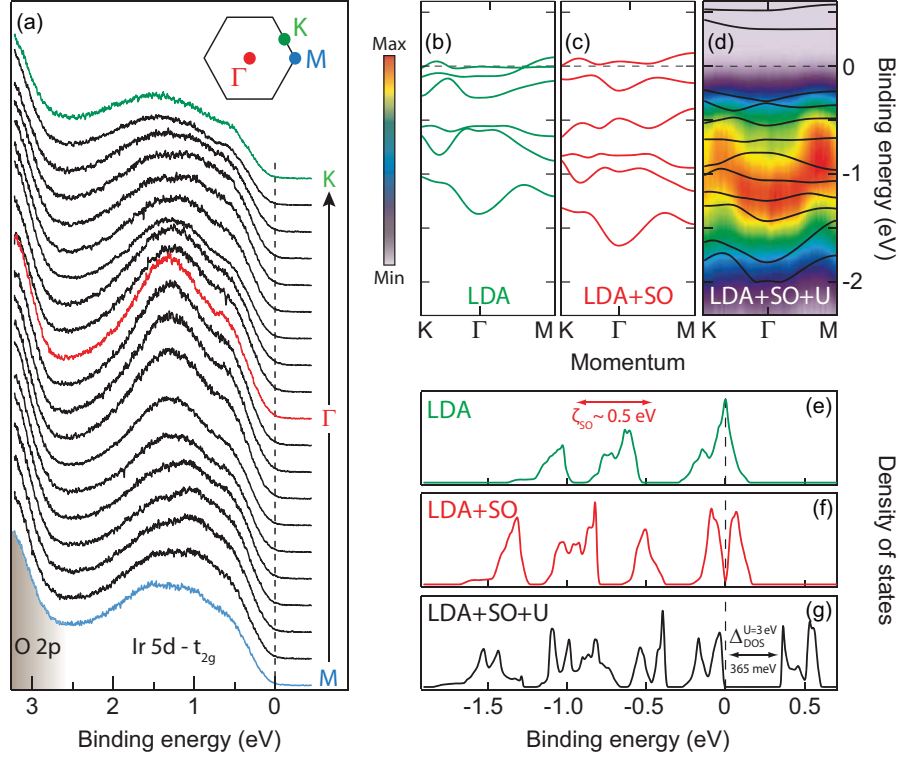 (a)
K
M
Γ
K
Γ
M
O 2p
Ir 5d - t2g
3
2
1
0
Binding energy (eV)
Max
Min
(b)
LDA
K
Γ
M
(c)
LDA+SO
K
Γ
M
(d)
LDA+SO+U
K
Γ
M
0
-1
-2
Binding energy (eV)
Momentum
LDA
ζSO ~ 0.5 eV
(e)
LDA+SO
(f)
LDA+SO+U
(g)
ΔDOS U=3 eV
365 meV
-1.5
-1.0
-0.5
0
0.5
Binding energy (eV)
Density of states